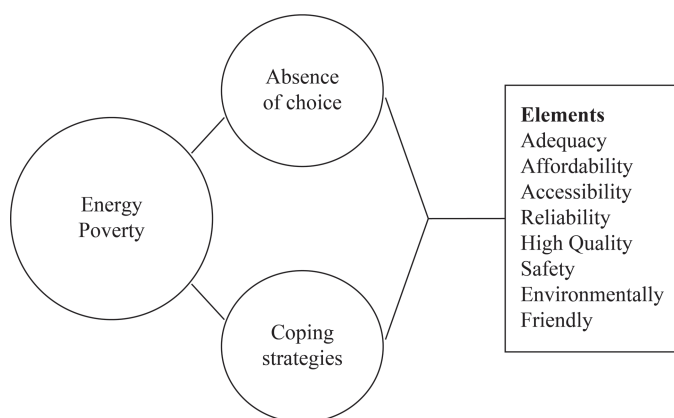 Absence
of choice
Energy
Poverty
Coping
strategies
Elements
Adequacy
Affordability
Accessibility
Reliability
High Quality
Safety
Environmentally
Friendly